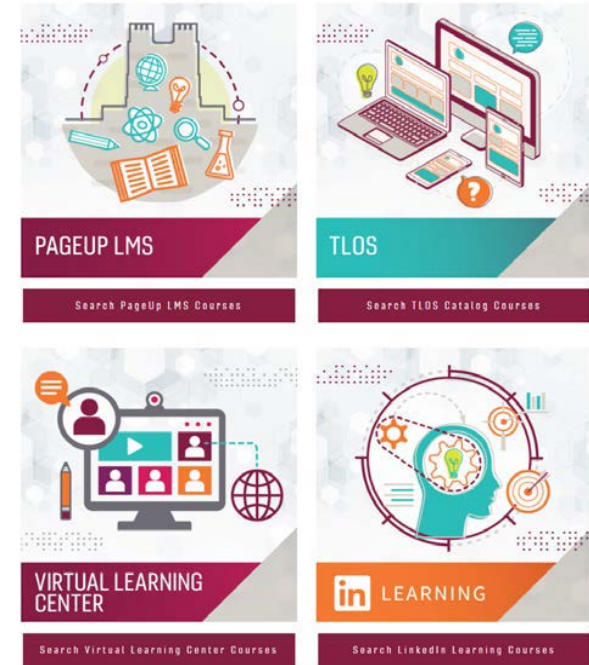 PAGEUP LMS
TLOS
Search PageUp LMS Courses
Search TLOS Catalog Courses
VIRTUAL LEARNING
CENTER
in LEARNING
Search Virtual Learning Center Courses
Search LinkedIn Learning Courses